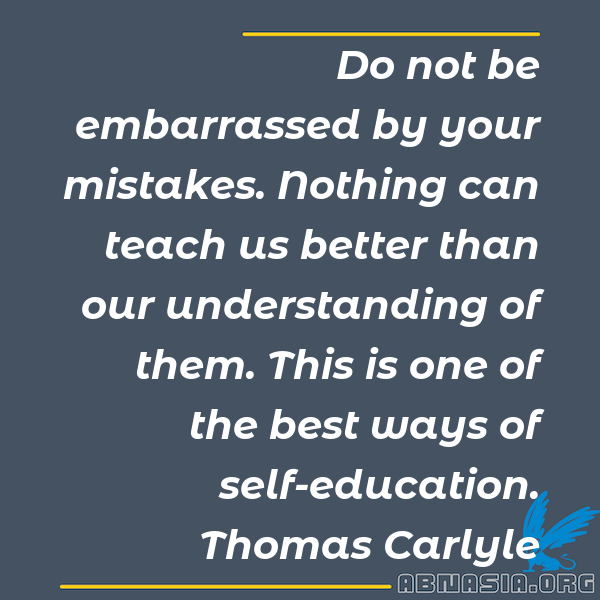 Do not be
embarrassed by your
mistakes. Nothing can
teach us better than
our understanding of
them. This is one of
the best ways of
self-education.
Thomas Carlyle
ABNASIA.ORG